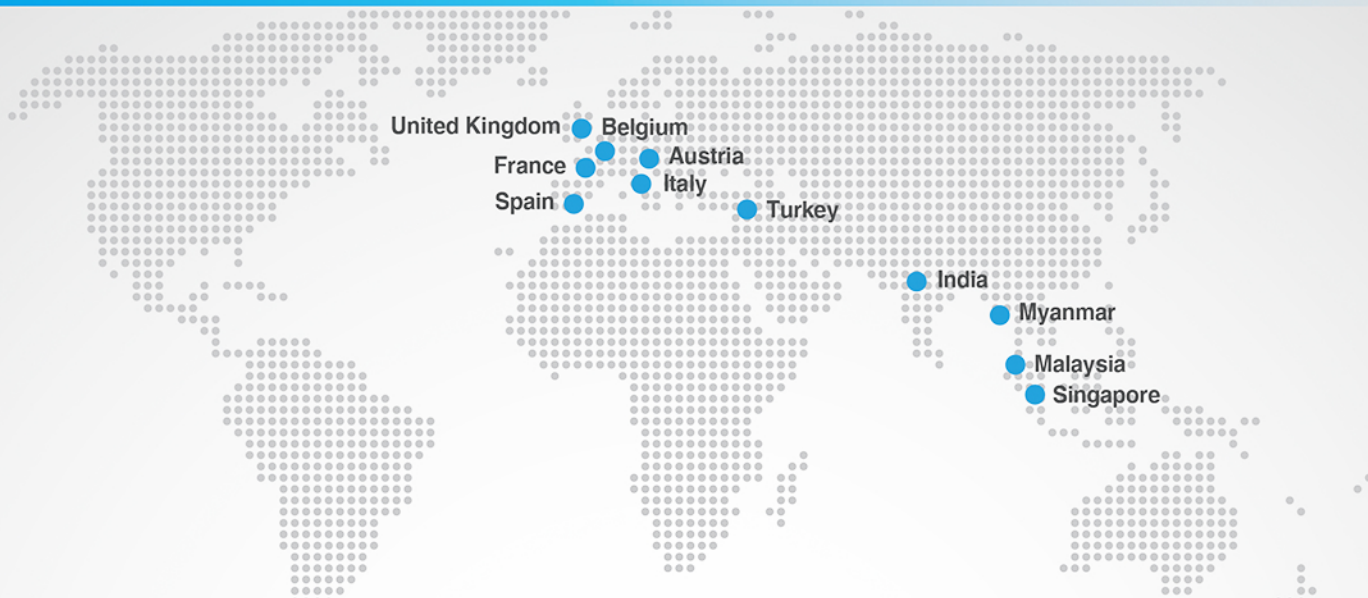 United Kingdom
Belgium
France
Austria
Italy
Spain
Turkey
India
Myanmar
Malaysia
Singapore